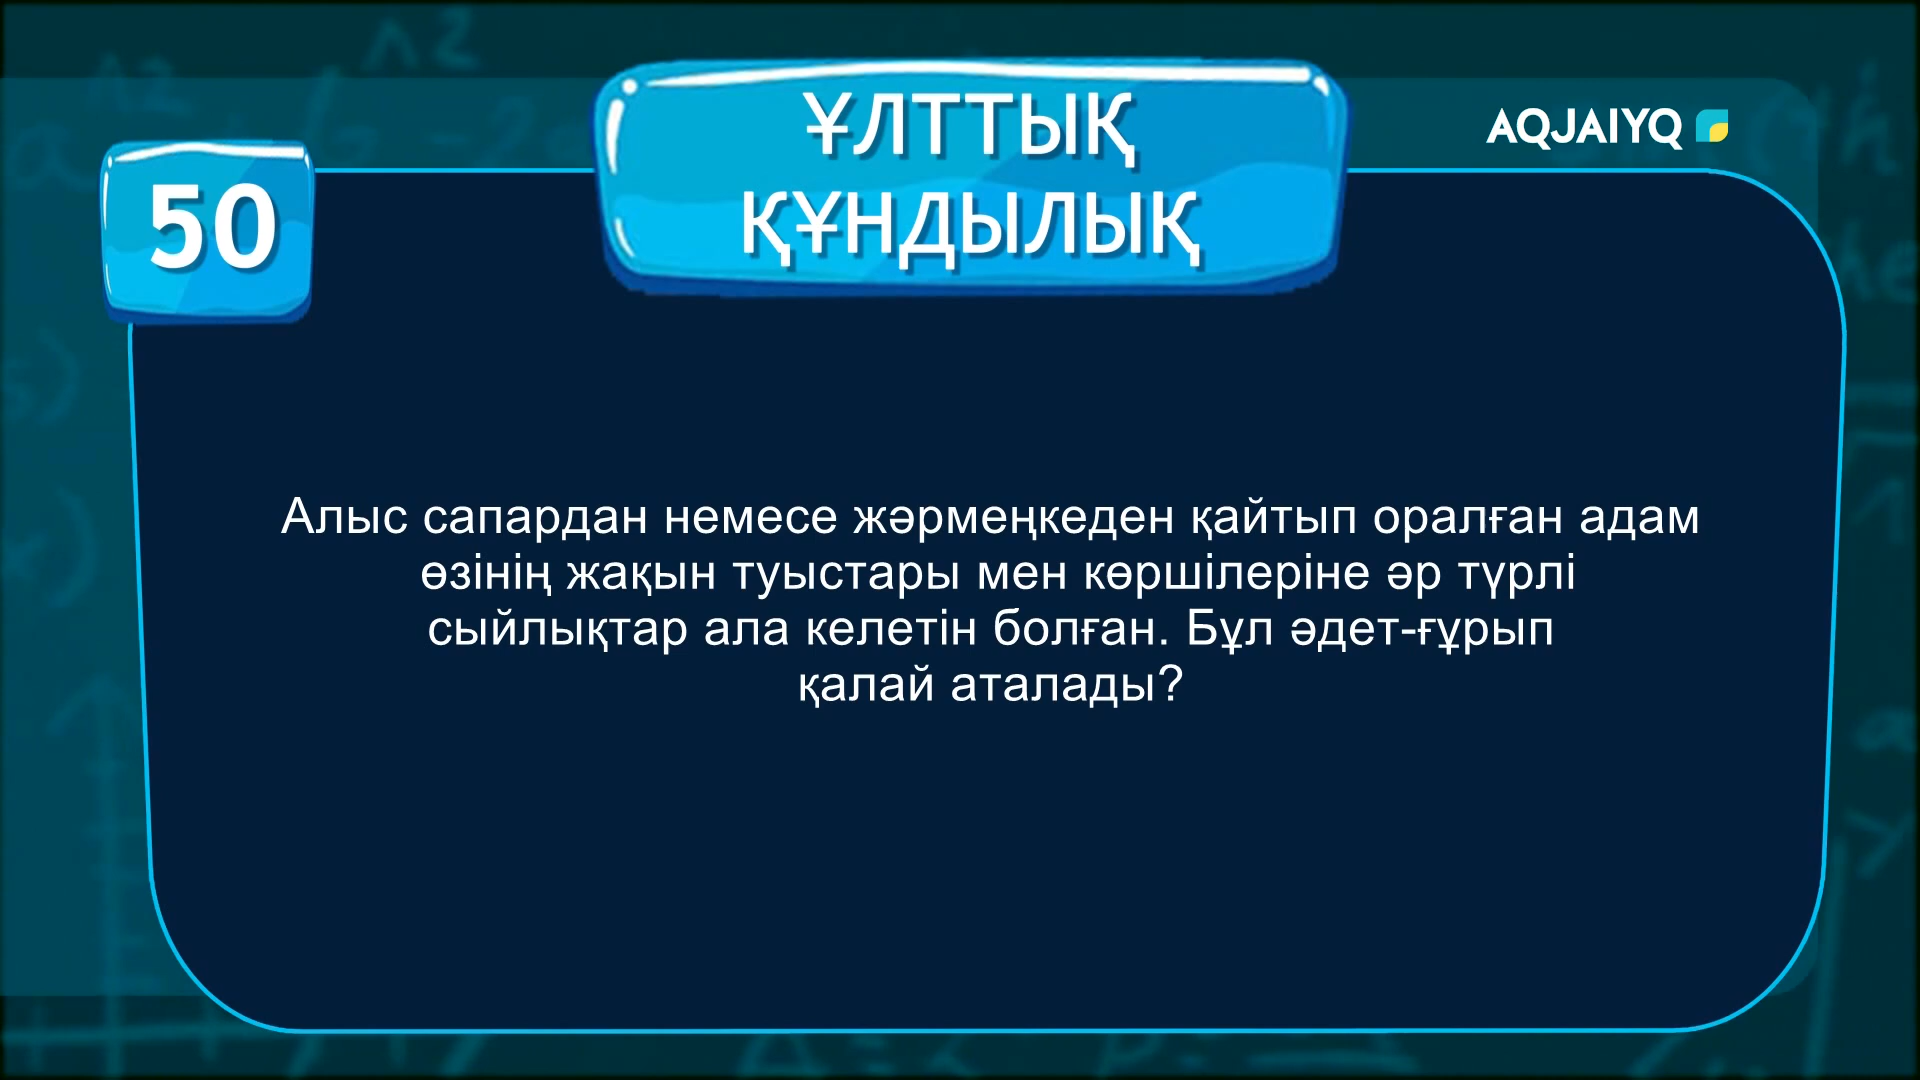 ҰЛТТЫҚ
ҚҰНДЫЛЫҚ
AQJAIYQ
50
Алыс сапардан немесе жәрмеңкеден қайтып оралған адам
өзінің жақын туыстары мен көршілеріне әр түрлі
сыйлықтар ала келетін болған. Бұл әдет-ғұрып
қалай аталады?